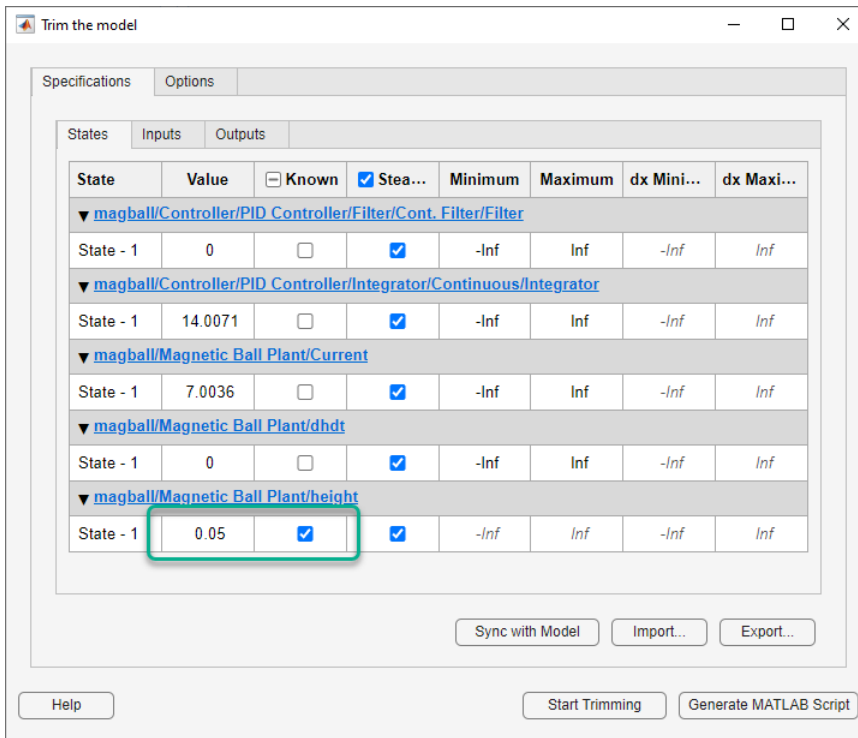 Trim the model
Specifications Options
States Inputs Outputs
State Value Known Stea... Minimum Maximum dx Mini... dx Maxi...
magball/Controller/PID Controller/Filter/Cont. Filter/Filter
State - 1 0 -Inf Inf -Inf Inf
magball/Controller/PID Controller/Integrator/Continuous/Integrator
State - 1 14.0071 -Inf Inf -Inf Inf
magball/Magnetic Ball Plant/Current
State - 1 7.0036 -Inf Inf -Inf Inf
magball/Magnetic Ball Plant/dhdt
State - 1 0 -Inf Inf -Inf Inf
magball/Magnetic Ball Plant/height
State - 1 0.05 -Inf Inf -Inf Inf
Sync with Model Import... Export...
Help Start Trimming Generate MATLAB Script